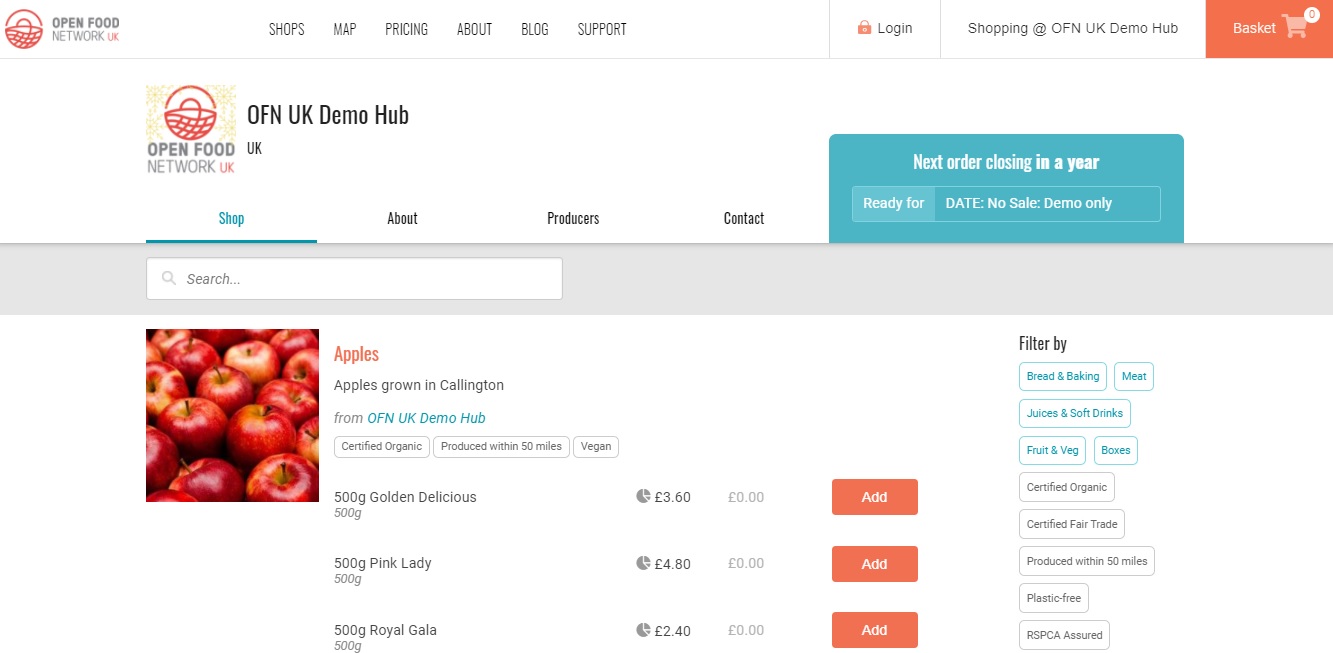 OPEN FOOD
NETWORK UK
SHOPS MAP PRICING ABOUT BLOG SUPPORT
Login
Shopping @ OFN UK Demo Hub
Basket 0
OPEN FOOD
NETWORK UK
OFN UK Demo Hub
UK
Next order closing in a year
Ready for DATE: No Sale: Demo only
Shop About Producers Contact
Search...
Apples
Apples grown in Callington
from OFN UK Demo Hub
Certified Organic Produced within 50 miles Vegan
500g Golden Delicious £3.60 £0.00 Add
500g
500g Pink Lady £4.80 £0.00 Add
500g
500g Royal Gala £2.40 £0.00 Add
500g
Filter by
Bread & Baking Meat
Juices & Soft Drinks
Fruit & Veg Boxes
Certified Organic
Certified Fair Trade
Produced within 50 miles
Plastic-free
RSPCA Assured